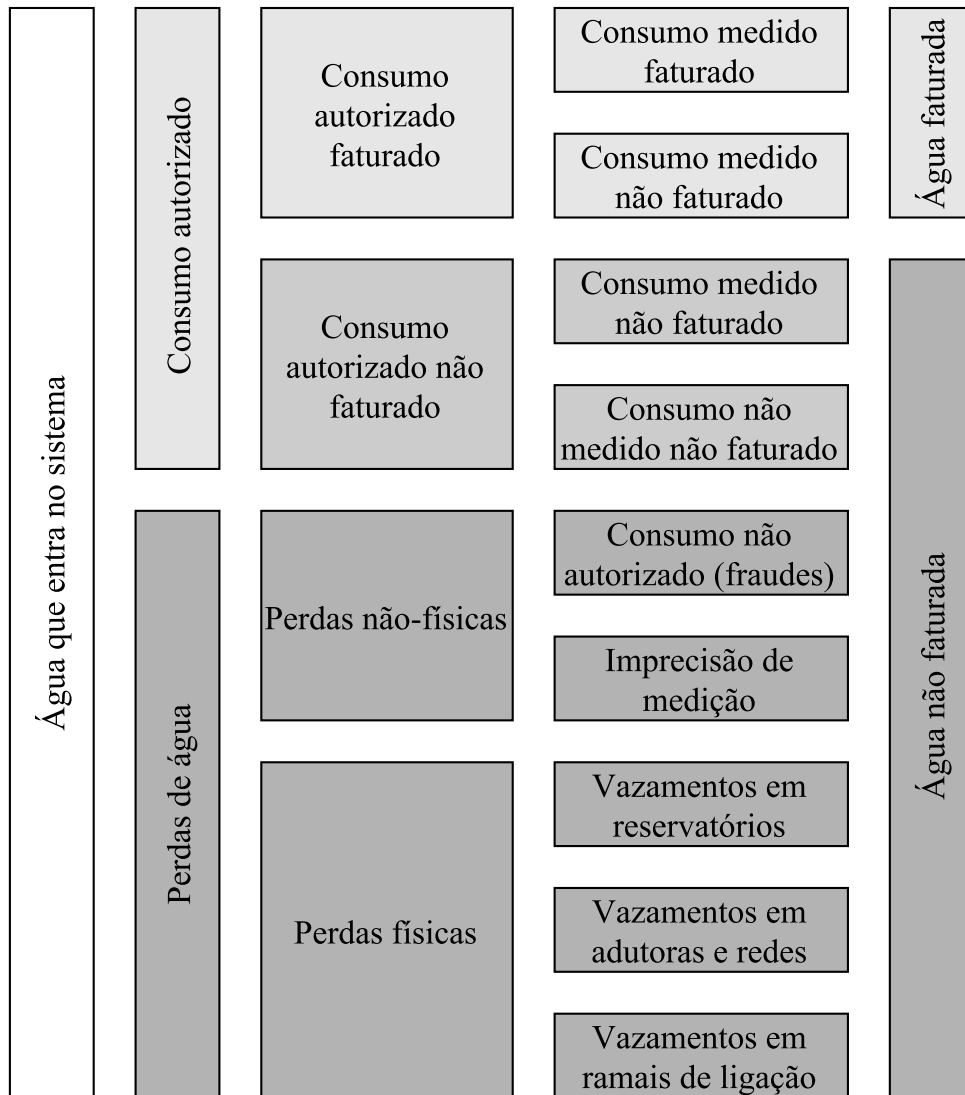 Água que entra no sistema
Consumo autorizado
Perdas de água
Consumo
autorizado
faturado
Consumo
autorizado não
faturado
Perdas não-físicas
Perdas físicas
Consumo medido
faturado
Consumo medido
não faturado
Consumo medido
não faturado
Consumo não
medido não faturado
Consumo não
autorizado (fraudes)
Imprecisão de
medição
Vazamentos em
reservatórios
Vazamentos em
adutoras e redes
Vazamentos em
ramais de ligação
Água faturada
Água não faturada